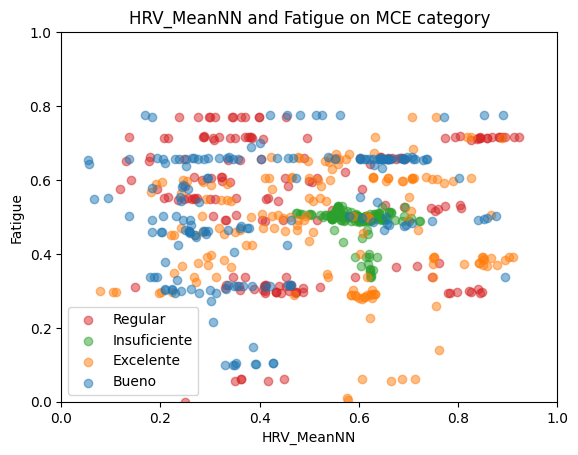 HRV_MeanNN and Fatigue on MCE category
1.0
0.8
0.6
0.4
0.2
0.0
Fatigue
Regular
Insuficiente
Excelente
Bueno
0.0 0.2 0.4 0.6 0.8 1.0
HRV_MeanNN